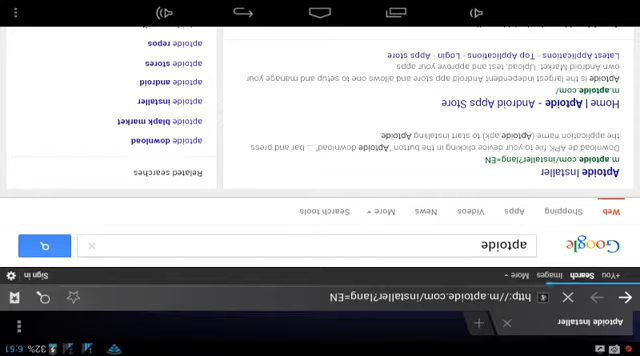 6:51 32%
Aptoide Installer
http://m.aptoide.com/installer?lang=EN
+You Search Images More Sign in
Google aptoide
Web Shopping Apps Videos News More Search tools
Aptoide Installer
m.aptoide.com/installer?lang=EN
Download de APK file to your device clicking in the button "Aptoide download" ... bar and press
the application name (Aptoide.apk) to start installing Aptoide
Home | Aptoide - Android Apps Store
m.aptoide.com/
Aptoide is the largest independent Android app store and allows one to setup and manage your
own Android Market. Upload, test and approve your apps.
Latest Applications - Top Applications - Login - Apps store
Related searches
aptoide download
aptoide blapk market
aptoide installer
aptoide android
aptoide stores
aptoide repos